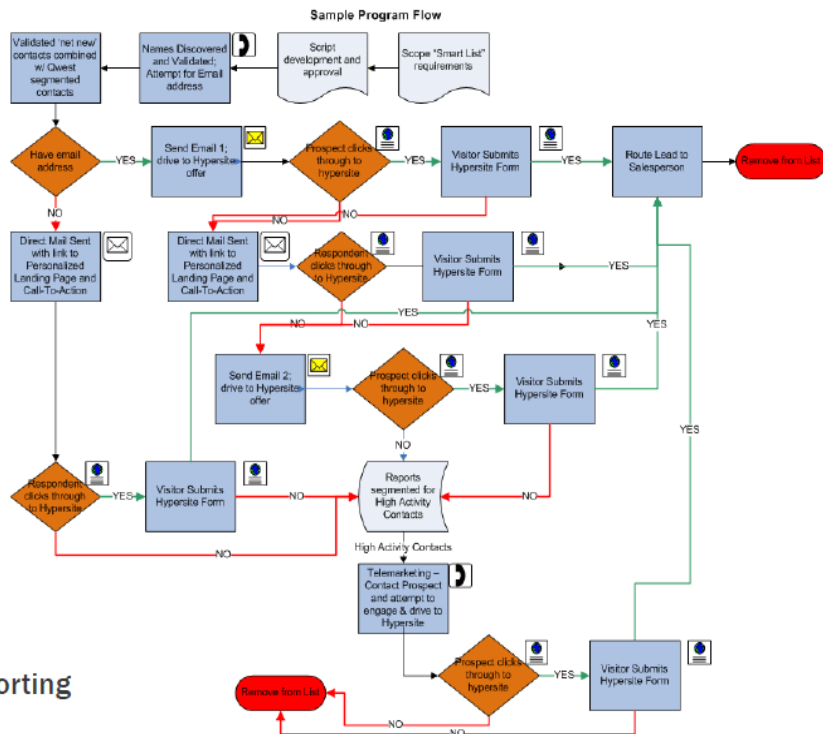 Sample Program Flow
Validated 'net new'
contacts combined
w/ Qwest
segmented
contacts
Names Discovered
and Validated;
Attempt for Email
address
Script
development and
approval
Scope "Smart List"
requirements
Have email
address
YES
Send Email 1;
drive to Hypersite
offer
Prospect clicks
through to
hypersite
YES
Visitor Submits
Hypersite Form
YES
Route Lead to
Salesperson
Remove from List
NO
NO
NO
Direct Mail Sent
with link to
Personalized
Landing Page and
Call-To-Action
Direct Mail Sent
with link to
Personalized
Landing Page and
Call-To-Action
Respondent
clicks through
to Hypersite
Visitor Submits
Hypersite Form
YES
YES
NO
NO
YES
Send Email 2;
drive to Hypersite
offer
Prospect clicks
through to
hypersite
YES
Visitor Submits
Hypersite Form
NO
YES
Respondent
clicks through
to Hypersite
YES
Visitor Submits
Hypersite Form
NO
Reports
segmented for
High Activity
Contacts
NO
NO
High Activity Contacts
Telemarketing –
Contact Prospect
and attempt to
engage & drive to
Hypersite
Prospect clicks
through to
hypersite
YES
Visitor Submits
Hypersite Form
orting
Remove from List
NO
NO